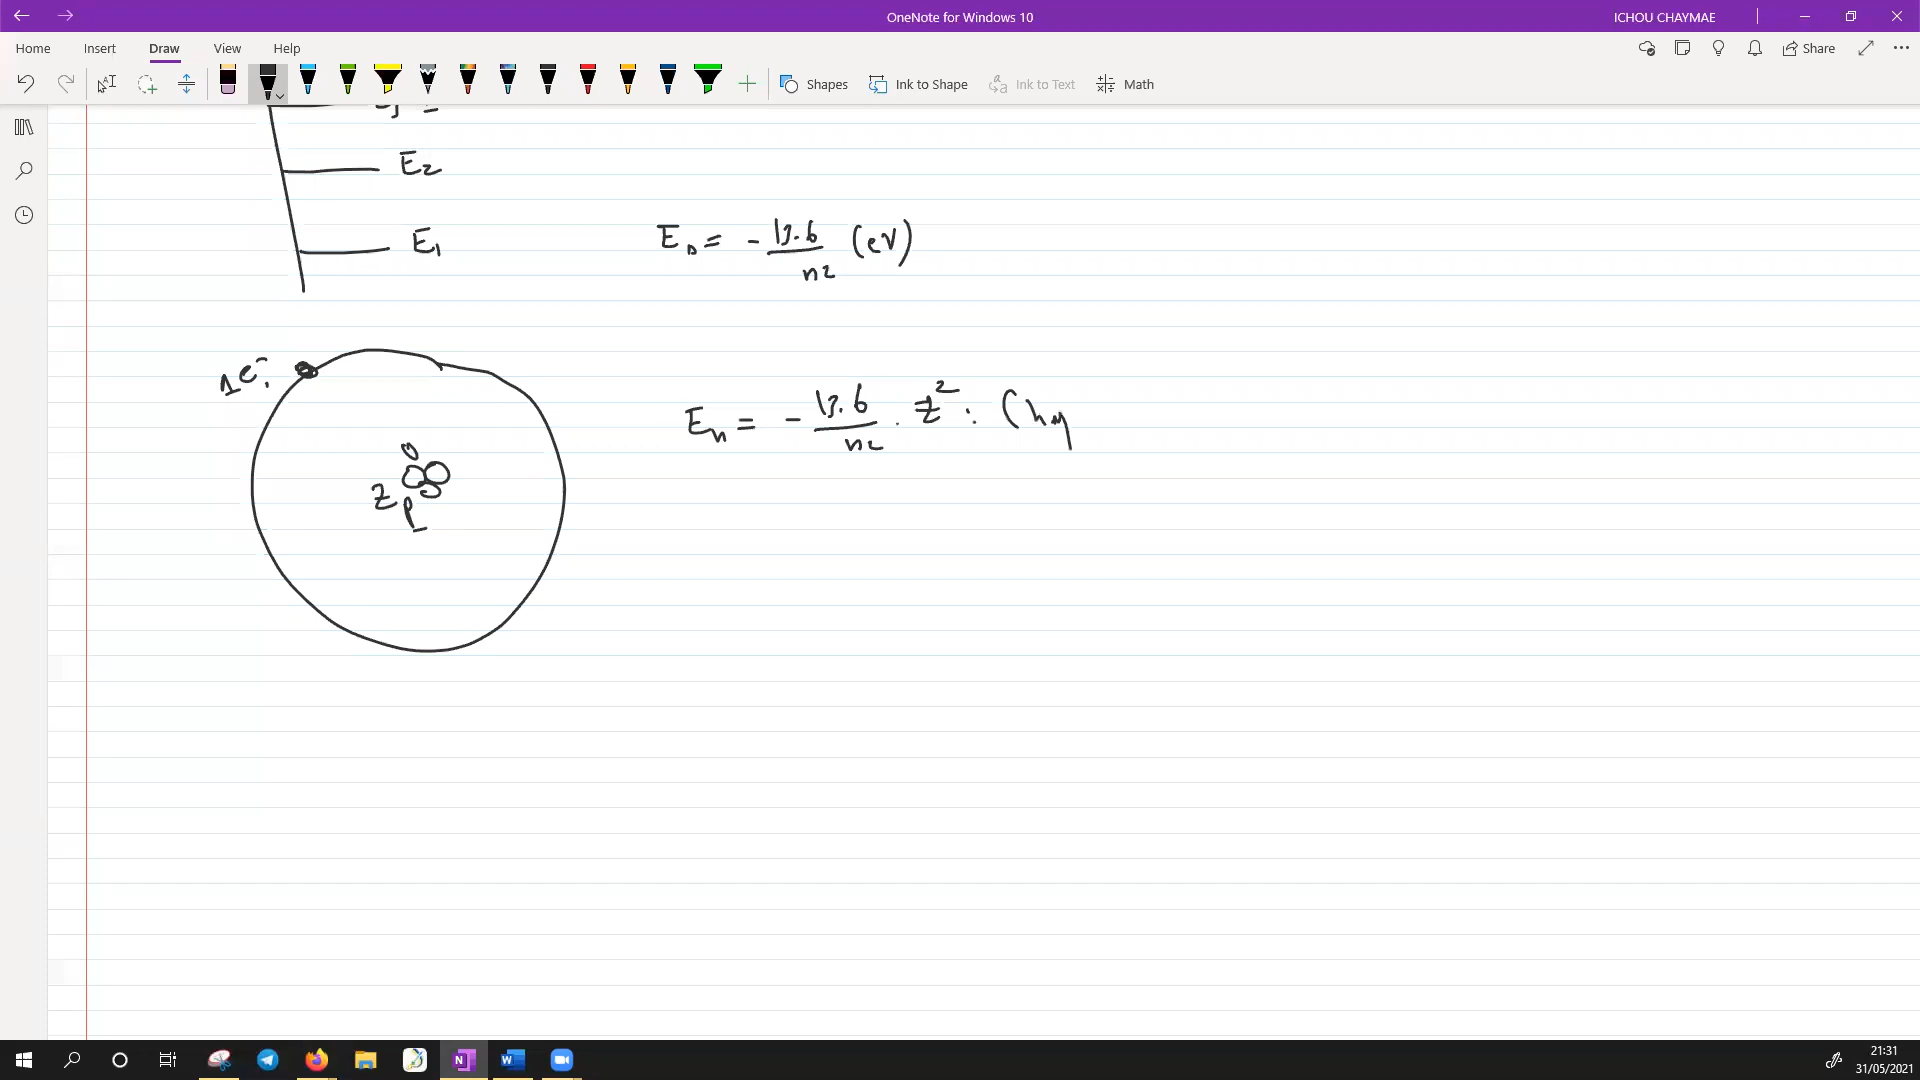 OneNote for Windows 10
ICHOU CHAYMAE
Home Insert Draw View Help
Share
Shapes Ink to Shape Ink to Text Math
E2
E1
En = - 13.6/n2 (eV)
1e-
En = - 13.6/n2 . Z² : (hy
Z p
21:31
31/05/2021